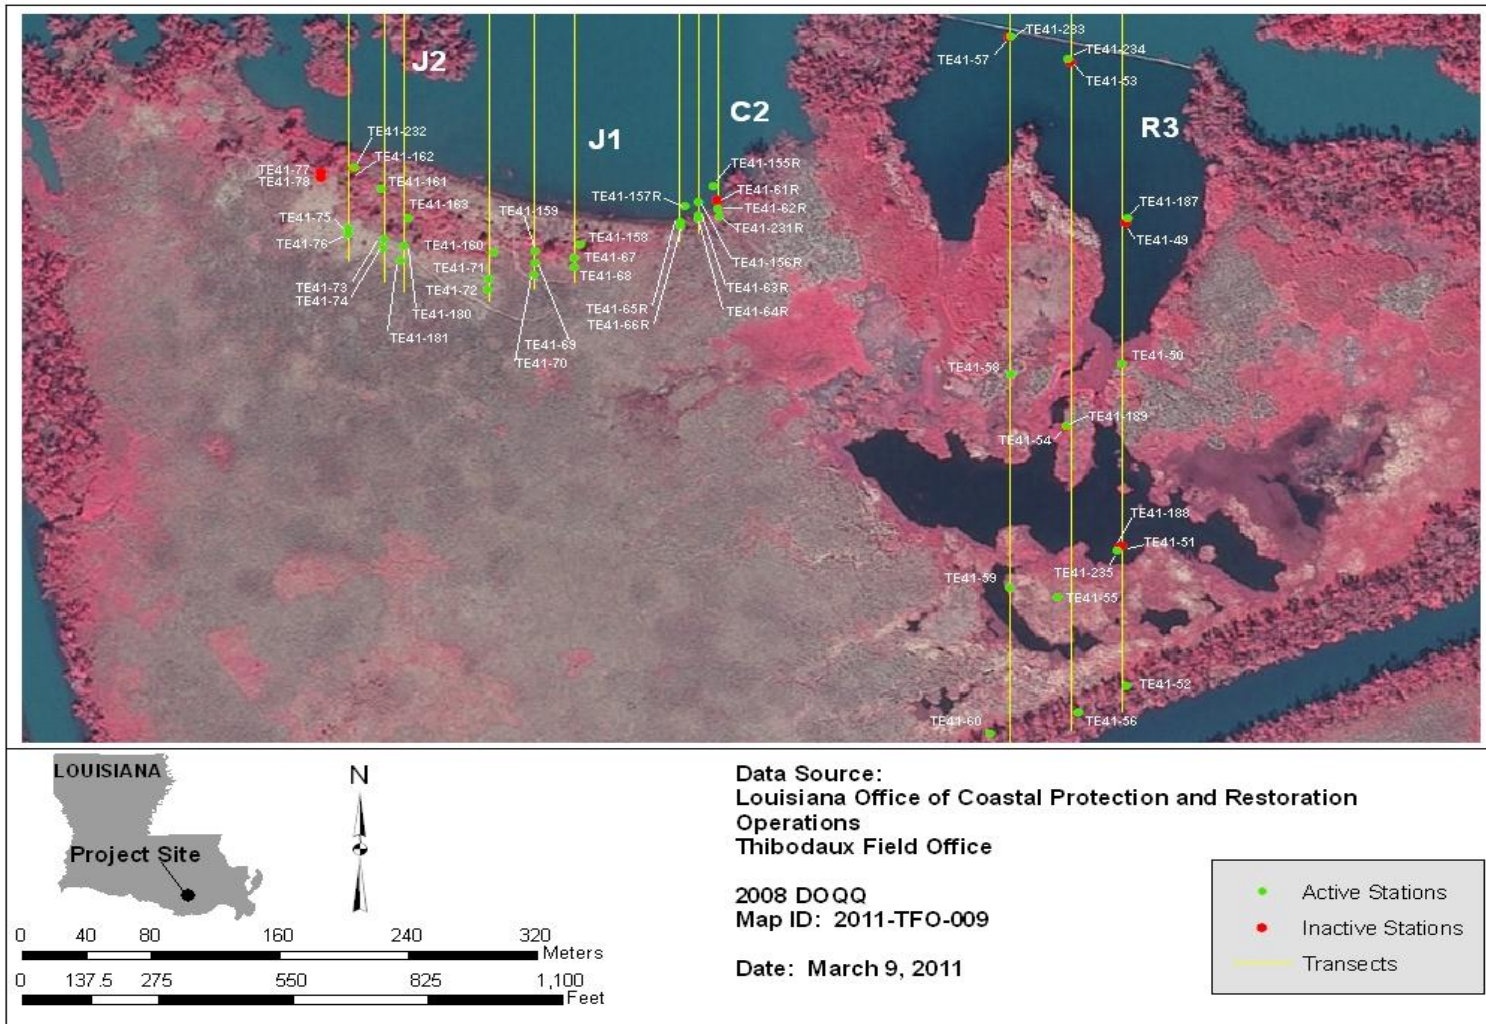 J2
J1
C2
R3
TE41-233
TE41-234
TE41-57
TE41-53
TE41-232
TE41-162
TE41-77
TE41-78
TE41-161
TE41-163
TE41-75
TE41-76
TE41-159
TE41-160
TE41-158
TE41-71
TE41-67
TE41-72
TE41-68
TE41-73
TE41-74
TE41-180
TE41-181
TE41-69
TE41-70
TE41-155R
TE41-157R
TE41-61R
TE41-62R
TE41-231R
TE41-156R
TE41-63R
TE41-64R
TE41-65R
TE41-66R
TE41-187
TE41-49
TE41-50
TE41-58
TE41-189
TE41-54
TE41-188
TE41-51
TE41-235
TE41-59
TE41-55
TE41-52
TE41-56
TE41-60
LOUISIANA
Project Site
N
0 40 80 160 240 320
Meters
0 137.5 275 550 825 1,100
Feet
Data Source:
Louisiana Office of Coastal Protection and Restoration
Operations
Thibodaux Field Office
2008 DOQQ
Map ID: 2011-TFO-009
Date: March 9, 2011
Active Stations
Inactive Stations
Transects